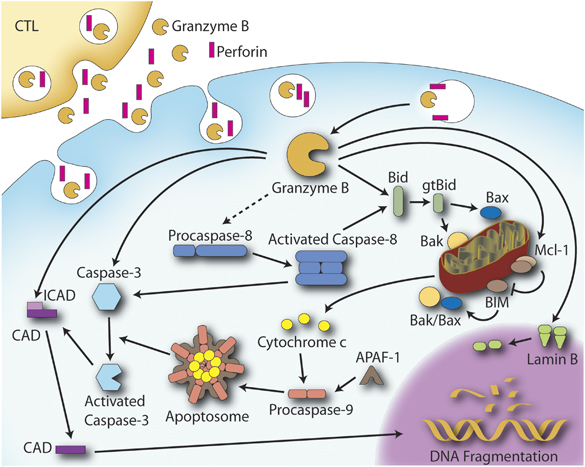 CTL
Granzyme B
Perforin
Granzyme B
Bid
gtBid
Bax
Procaspase-8
Activated Caspase-8
Bak
Mcl-1
Caspase-3
ICAD
CAD
BIM
Bak/Bax
Cytochrome c
APAF-1
Lamin B
Activated
Caspase-3
Apoptosome
Procaspase-9
CAD
DNA Fragmentation